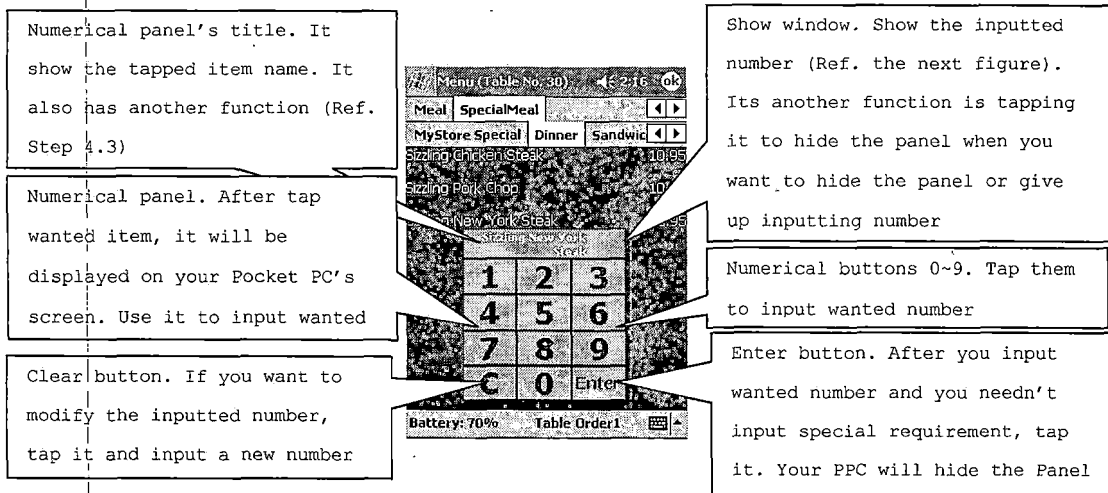 Numerical panel's title. It
show the tapped item name. It
also has another function (Ref.
Step 4.3)
Numerical panel. After tap
wanted item, it will be
displayed on your Pocket PC's
screen. Use it to input wanted
Clear button. If you want to
modify the inputted number,
tap it and input a new number
Menu (Table No. 30) 2:16 ok
Meal SpecialMeal
MyStore Special Dinner Sandwic
Sizzling Chicken Steak 10.95
Sizzling Pork Chop
New York Steak
Sizzling New York
steak
1 2 3
4 5 6
7 8 9
C 0 Enter
Battery: 70% Table Order1
Show window. Show the inputted
number (Ref. the next figure).
Its another function is tapping
it to hide the panel when you
want to hide the panel or give
up inputting number
Numerical buttons 0~9. Tap them
to input wanted number
Enter button. After you input
wanted number and you needn't
input special requirement, tap
it. Your PPC will hide the Panel